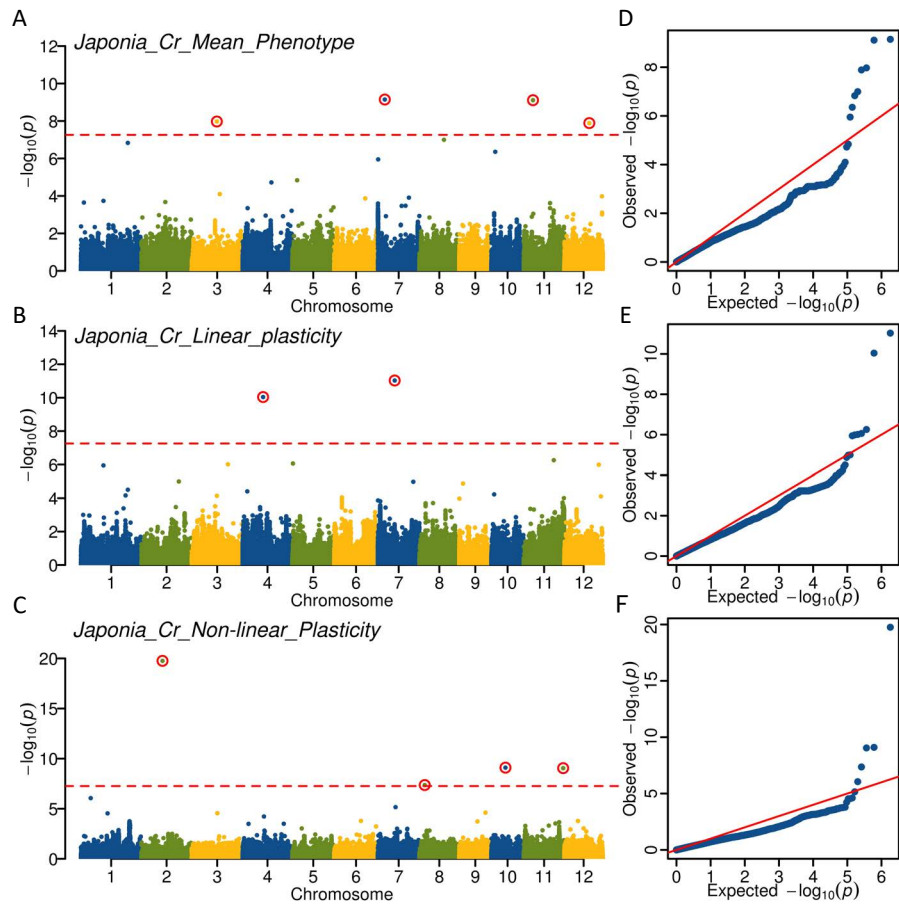 A
Japonia_Cr_Mean_Phenotype
12
10
8
6
4
2
0
−log₁₀(p)
1 2 3 4 5 6 7 8 9 10 11 12
Chromosome
D
8
6
4
2
0
Observed −log₁₀(p)
0 1 2 3 4 5 6
Expected −log₁₀(p)
B
Japonia_Cr_Linear_plasticity
14
12
10
8
6
4
2
0
−log₁₀(p)
1 2 3 4 5 6 7 8 9 10 11 12
Chromosome
E
10
8
6
4
2
0
Observed −log₁₀(p)
0 1 2 3 4 5 6
Expected −log₁₀(p)
C
Japonia_Cr_Non-linear_Plasticity
20
15
10
5
0
−log₁₀(p)
1 2 3 4 5 6 7 8 9 10 11 12
Chromosome
F
20
15
10
5
0
Observed −log₁₀(p)
0 1 2 3 4 5 6
Expected −log₁₀(p)